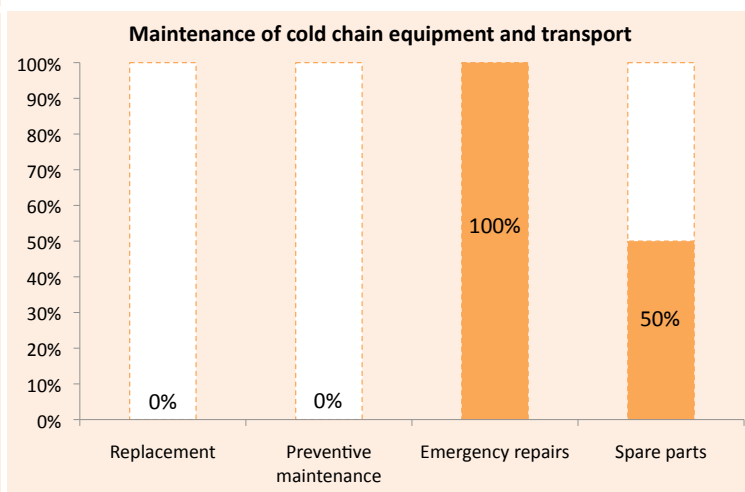 Maintenance of cold chain equipment and transport
100%
90%
80%
70%
60%
50%
40%
30%
20%
10%
0%
0%
0%
100%
50%
Replacement
Preventive
maintenance
Emergency repairs
Spare parts